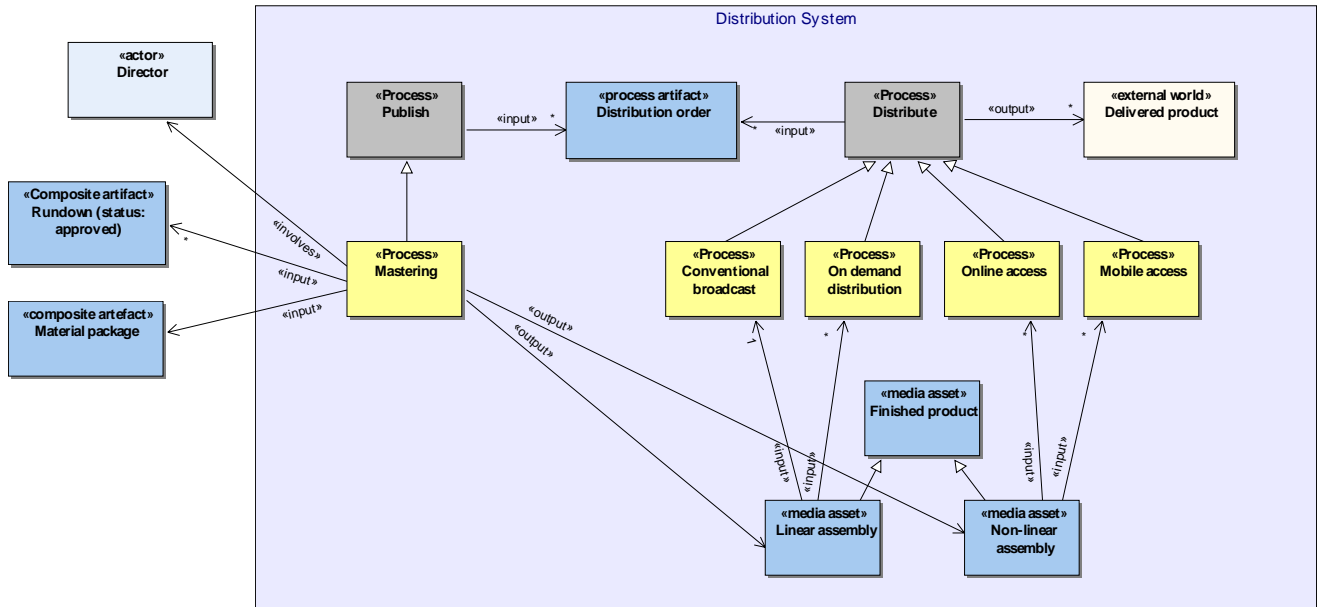 Distribution System
«actor»
Director
«Process»
Publish
«input»
*
«process artifact»
Distribution order
*
«input»
«Process»
Distribute
«output»
*
«external world»
Delivered product
«Composite artifact»
Rundown (status:
approved)
*
«involves»
«input»
«input»
«composite artefact»
Material package
«Process»
Mastering
«output»
«output»
«Process»
Conventional
broadcast
«Process»
On demand
distribution
«Process»
Online access
«Process»
Mobile access
1
*
*
*
«media asset»
Finished product
«input»
«input»
«input»
«input»
«media asset»
Linear assembly
«media asset»
Non-linear
assembly